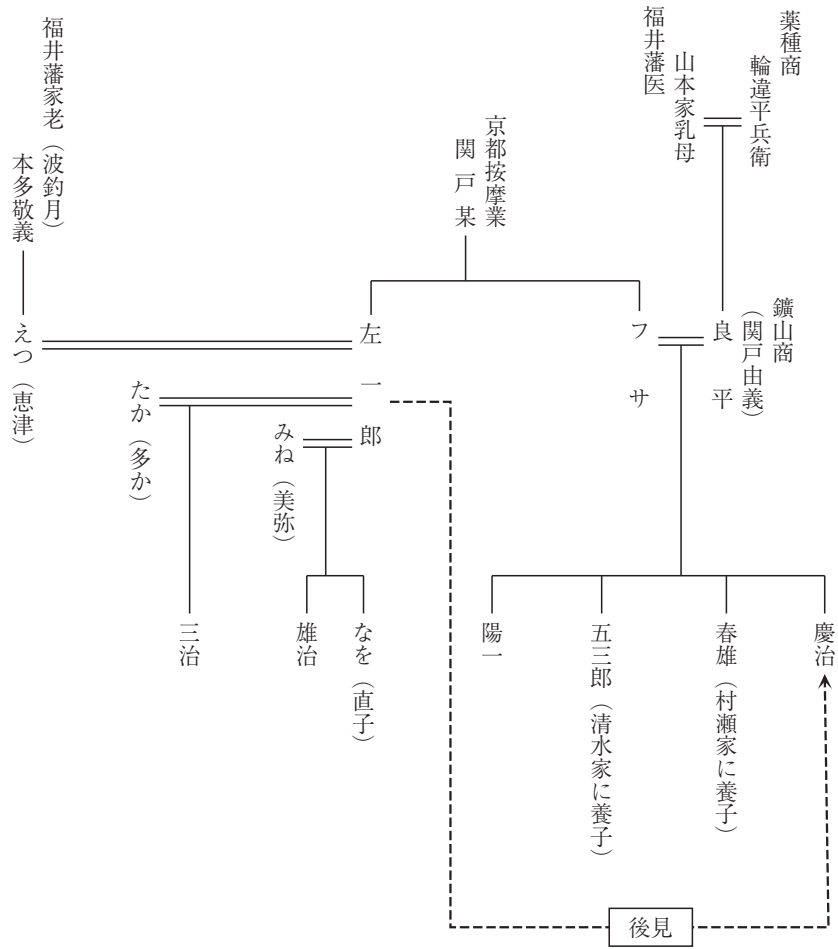 薬種商
輪違平兵衛
山本家乳母
福井藩医
鑛山商
(関戸由義)
良平
フサ
京都按摩業
関戸某
左一郎
福井藩家老(波釣月)
本多敬義
えつ(恵津)
たか(多か)
みね(美弥)
慶治
春雄(村瀬家に養子)
五三郎(清水家に養子)
陽一
なを(直子)
雄治
三治
後見